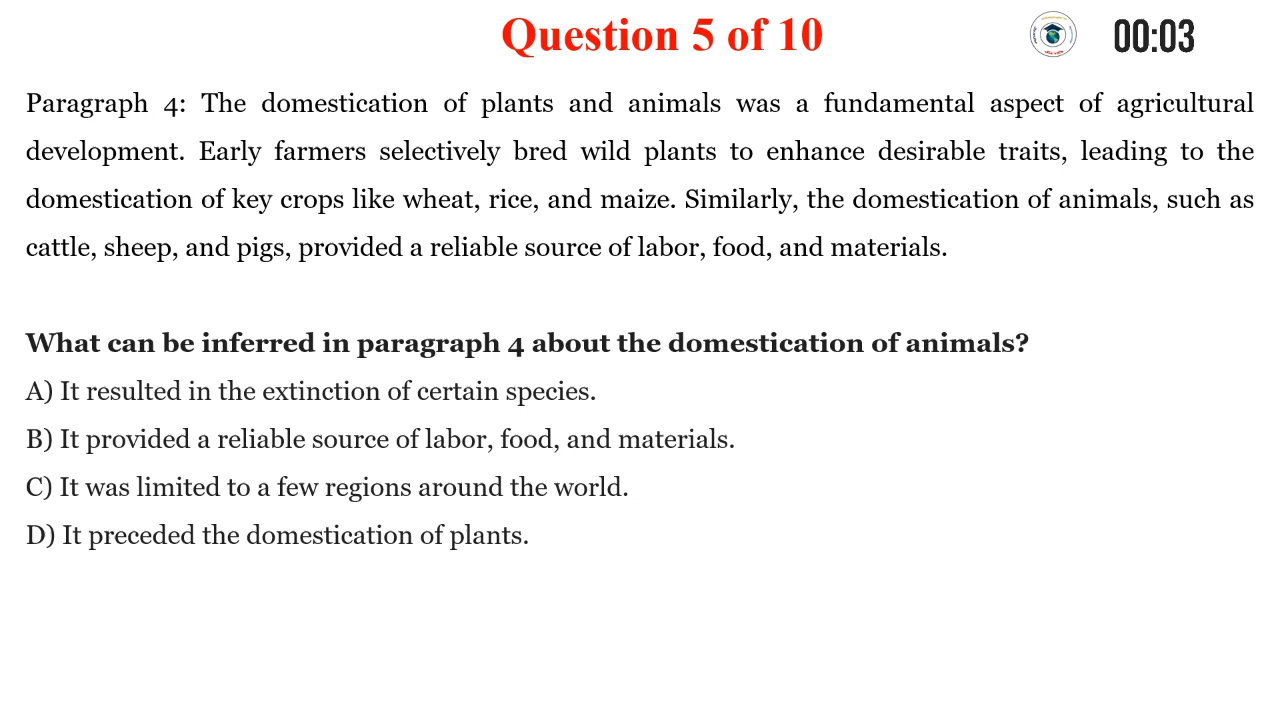 Question 5 of 10
00:03
Paragraph 4: The domestication of plants and animals was a fundamental aspect of agricultural
development. Early farmers selectively bred wild plants to enhance desirable traits, leading to the
domestication of key crops like wheat, rice, and maize. Similarly, the domestication of animals, such as
cattle, sheep, and pigs, provided a reliable source of labor, food, and materials.
What can be inferred in paragraph 4 about the domestication of animals?
A) It resulted in the extinction of certain species.
B) It provided a reliable source of labor, food, and materials.
C) It was limited to a few regions around the world.
D) It preceded the domestication of plants.